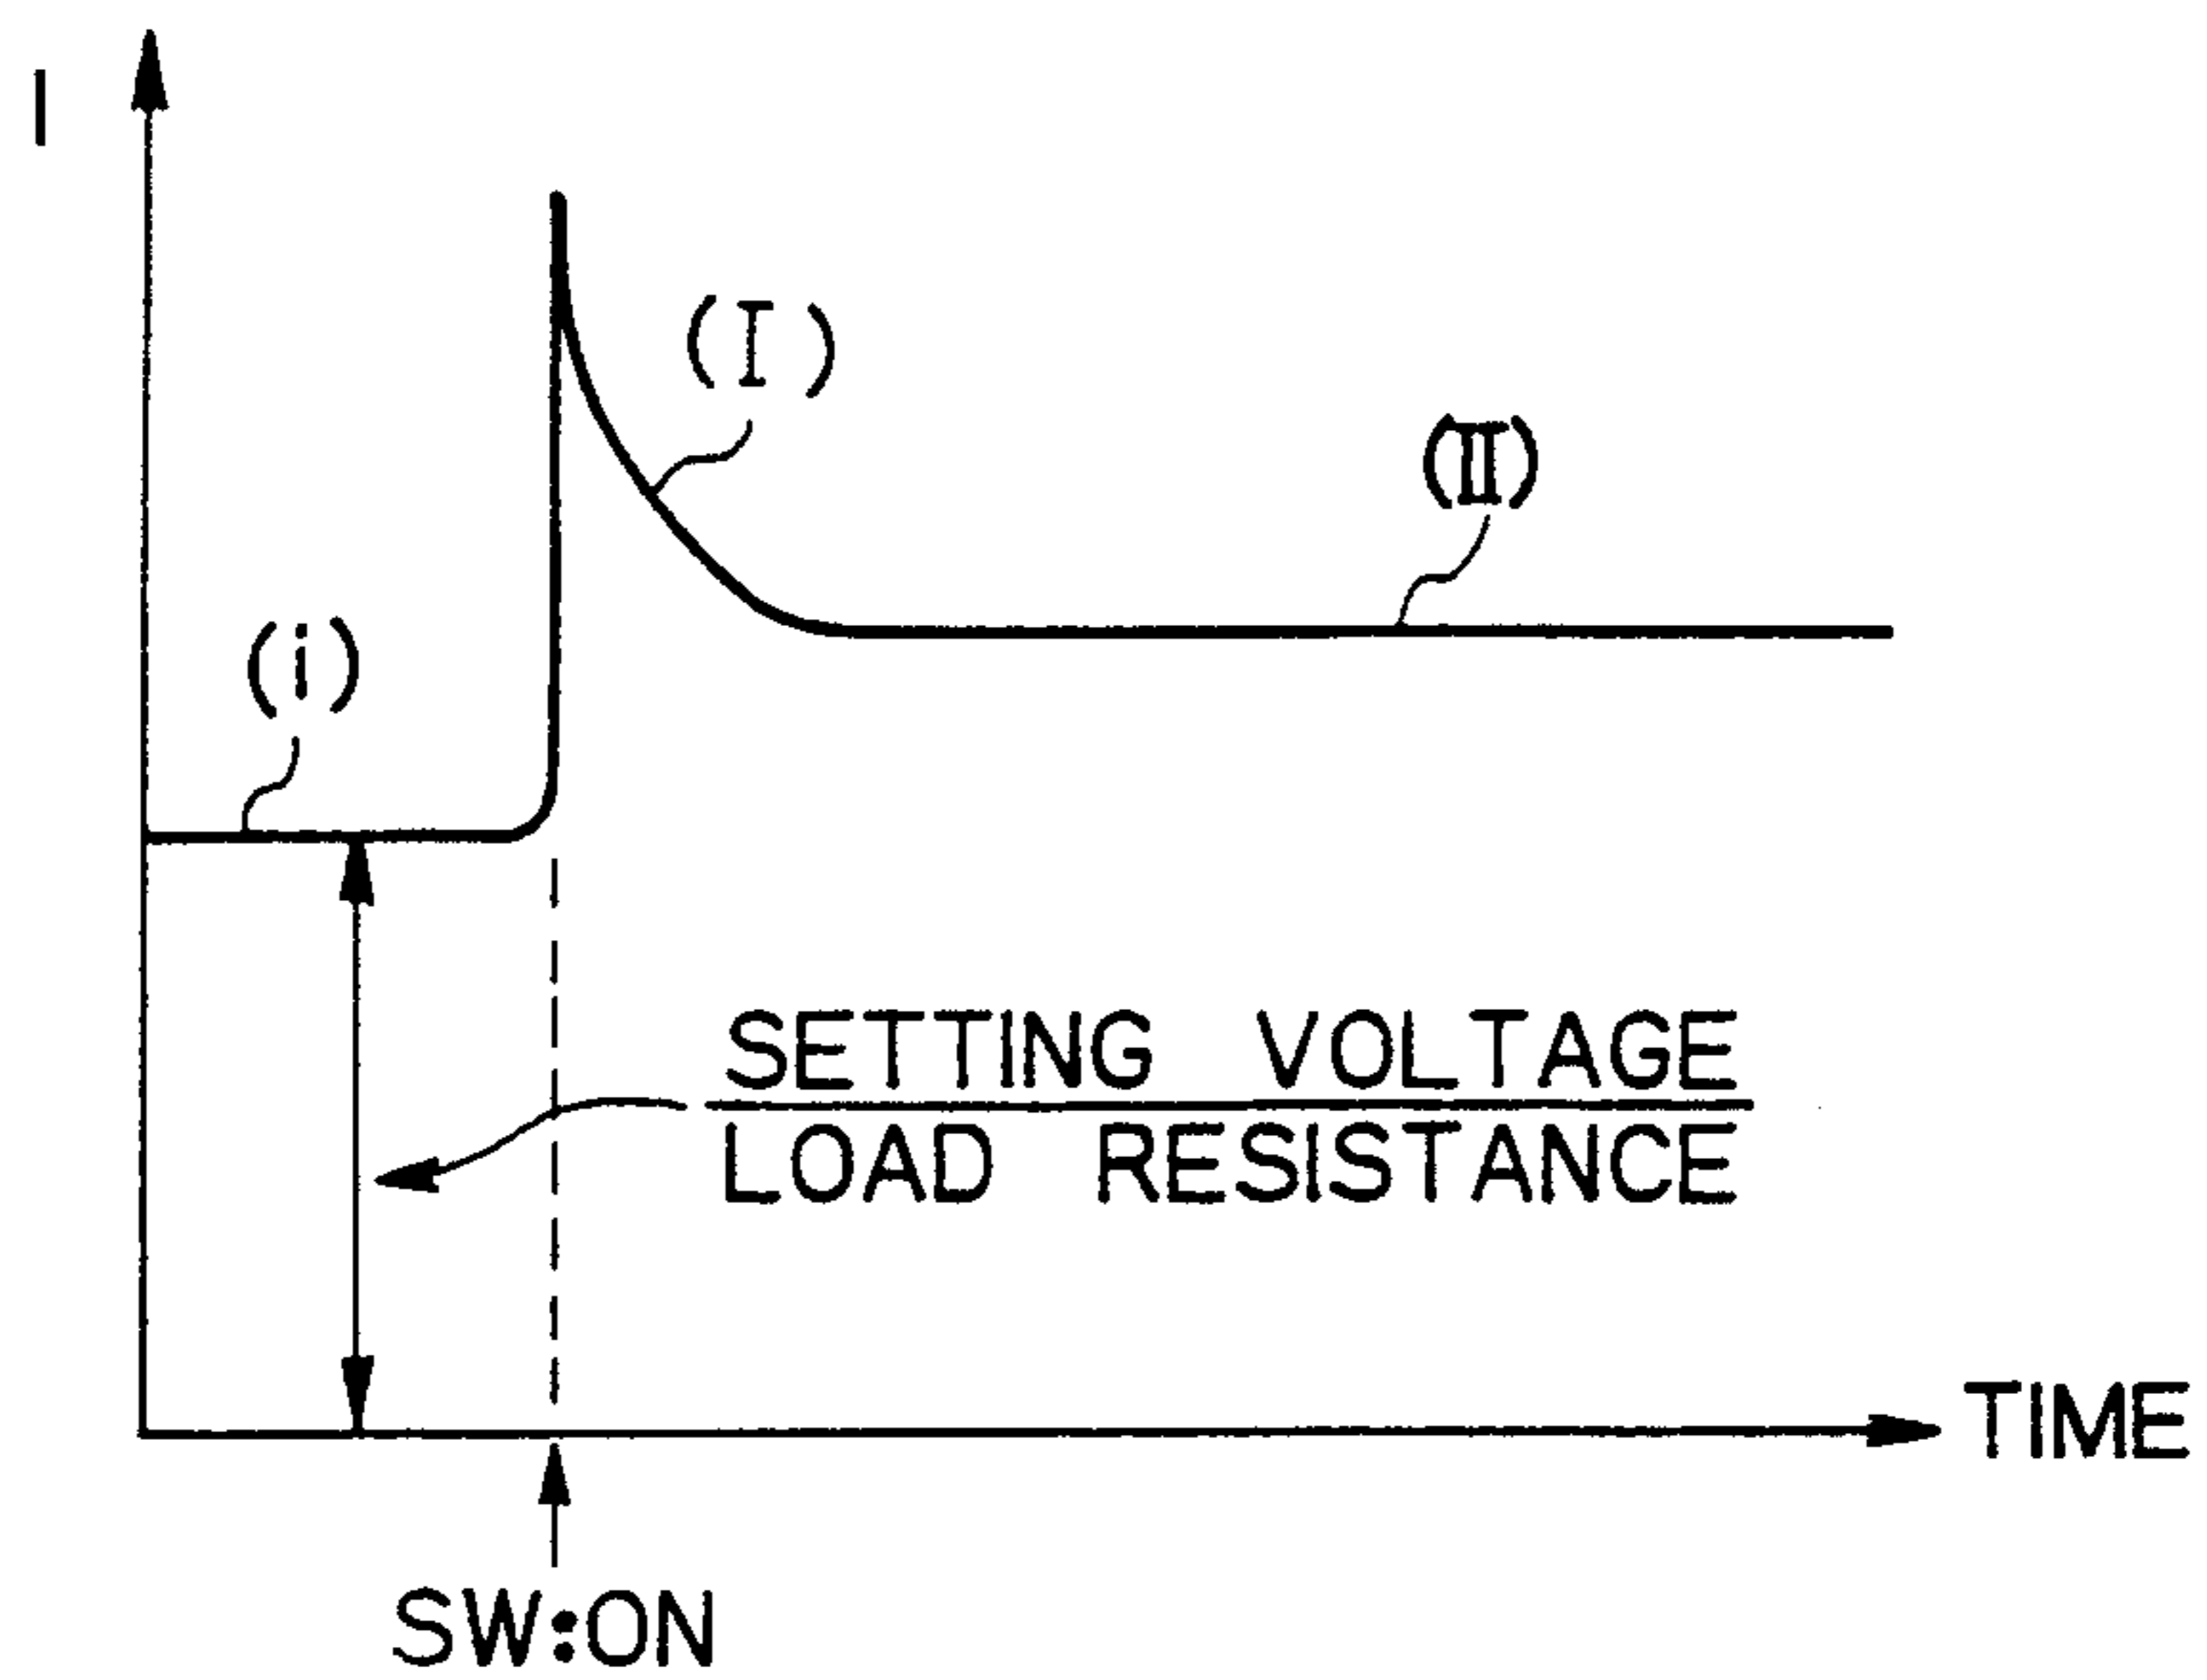 I
(I)
(II)
(i)
SETTING VOLTAGE
LOAD RESISTANCE
TIME
SW:ON